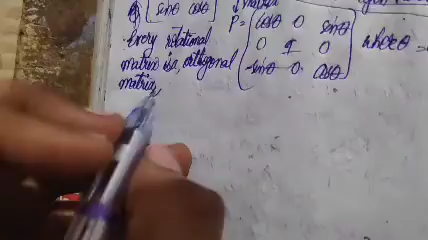 [sinθ cosθ]
P = (cosθ 0 sinθ
0 1 0
-sinθ 0 cosθ) where θ =
Every rotational
matrix is, orthogonal
matrix